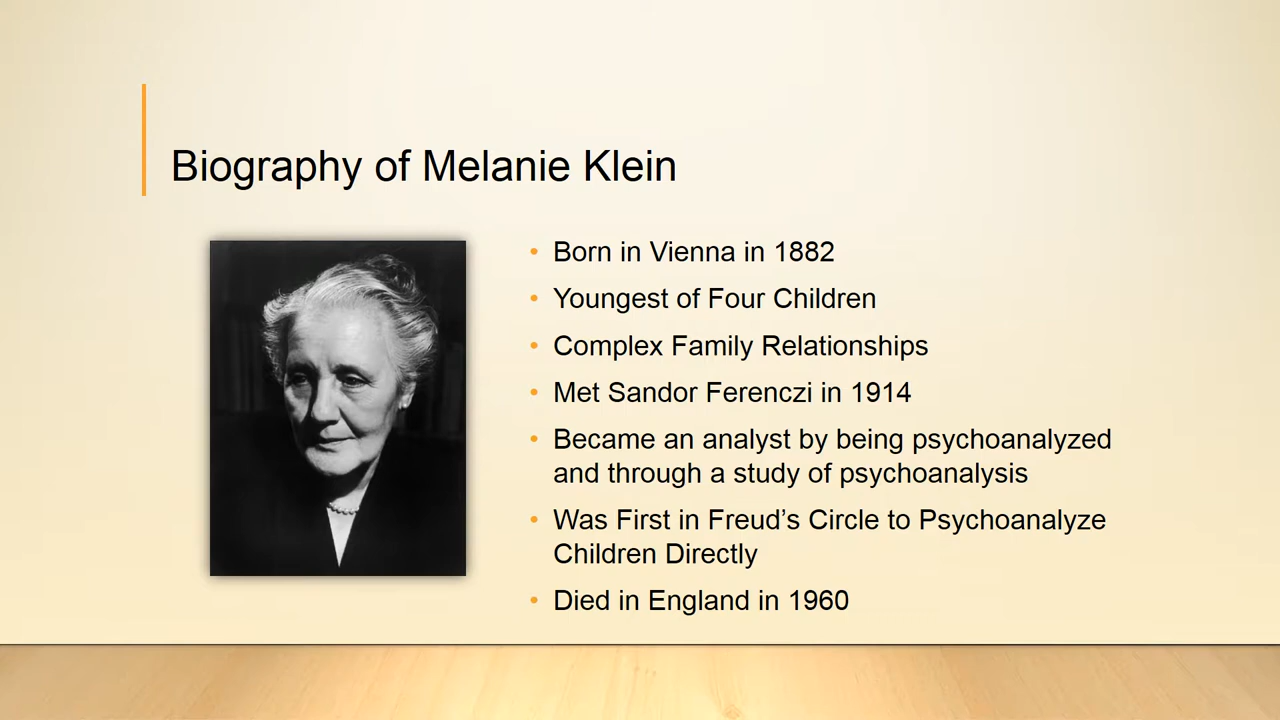 Biography of Melanie Klein
• Born in Vienna in 1882
• Youngest of Four Children
• Complex Family Relationships
• Met Sandor Ferenczi in 1914
• Became an analyst by being psychoanalyzed
and through a study of psychoanalysis
• Was First in Freud’s Circle to Psychoanalyze
Children Directly
• Died in England in 1960